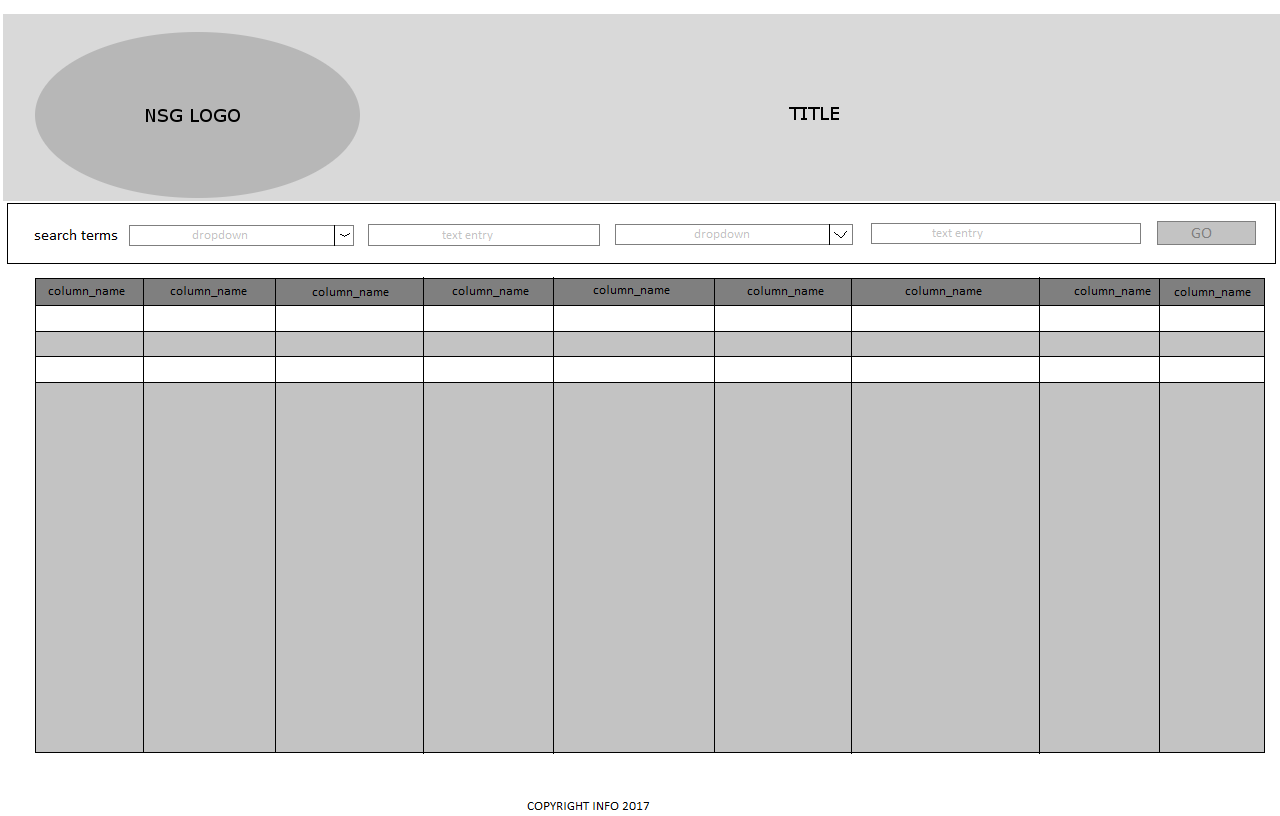 NSG LOGO
TITLE
search terms dropdown text entry dropdown text entry GO
column_name column_name column_name column_name column_name column_name column_name column_name column_name
COPYRIGHT INFO 2017